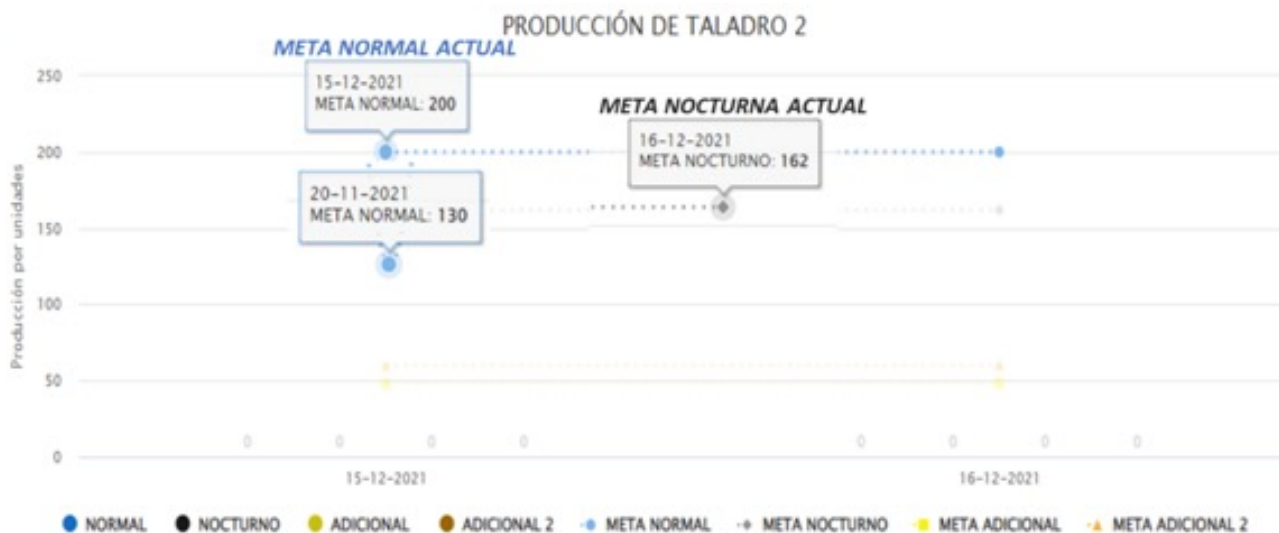 PRODUCCIÓN DE TALADRO 2
META NORMAL ACTUAL
250
15-12-2021
META NORMAL: 200
META NOCTURNA ACTUAL
16-12-2021
META NOCTURNO: 162
200
20-11-2021
META NORMAL: 130
150
100
50
0
Producción por unidades
0 0 0 0 0 0 0 0
15-12-2021 16-12-2021
NORMAL NOCTURNO ADICIONAL ADICIONAL 2 META NORMAL META NOCTURNO META ADICIONAL META ADICIONAL 2